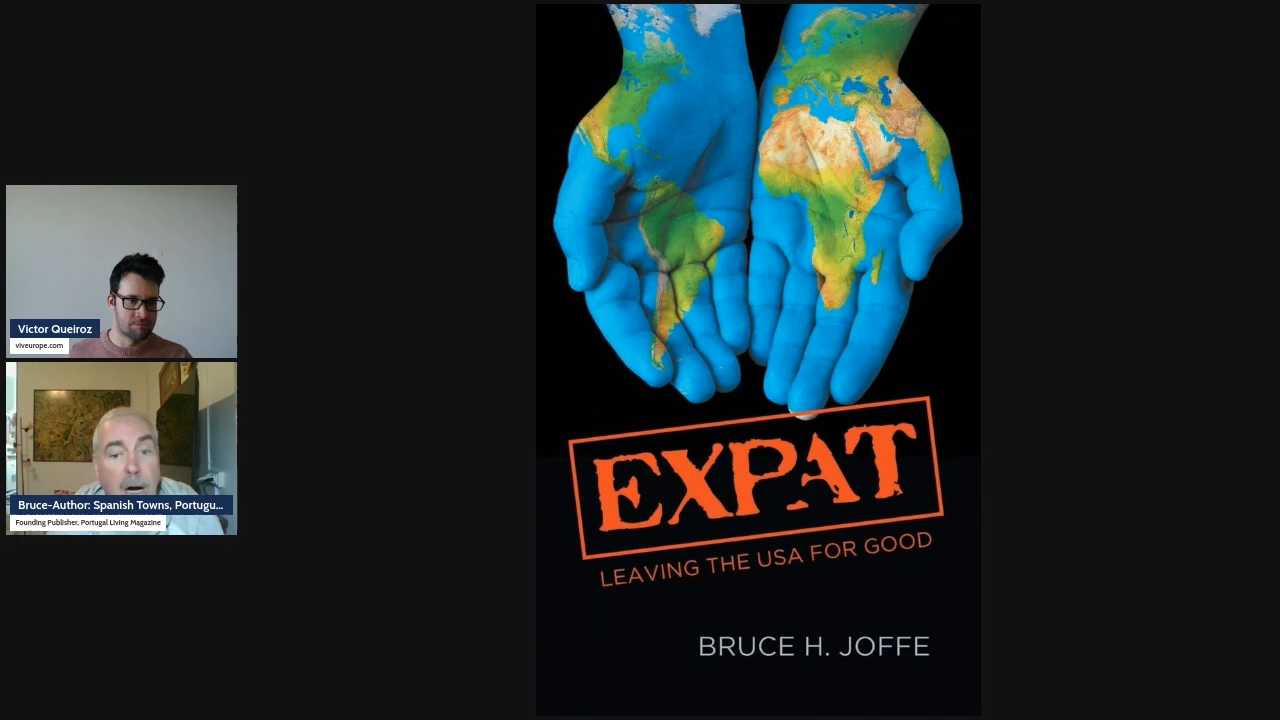 Victor Queiroz
viveurope.com
Bruce-Author: Spanish Towns, Portugu...
Founding Publisher, Portugal Living Magazine
EXPAT
LEAVING THE USA FOR GOOD
BRUCE H. JOFFE